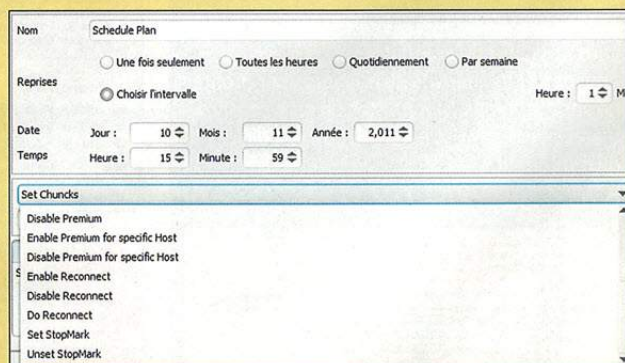 Nom Schedule Plan
Une fois seulement Toutes les heures Quotidiennement Par semaine
Reprises
Choisir l'intervalle Heure : 1 M
Date Jour : 10 Mois : 11 Année : 2,011
Temps Heure : 15 Minute : 59
Set Chuncks
Disable Premium
Enable Premium for specific Host
Disable Premium for specific Host
S
Enable Reconnect
Disable Reconnect
Do Reconnect
Set StopMark
Unset StopMark